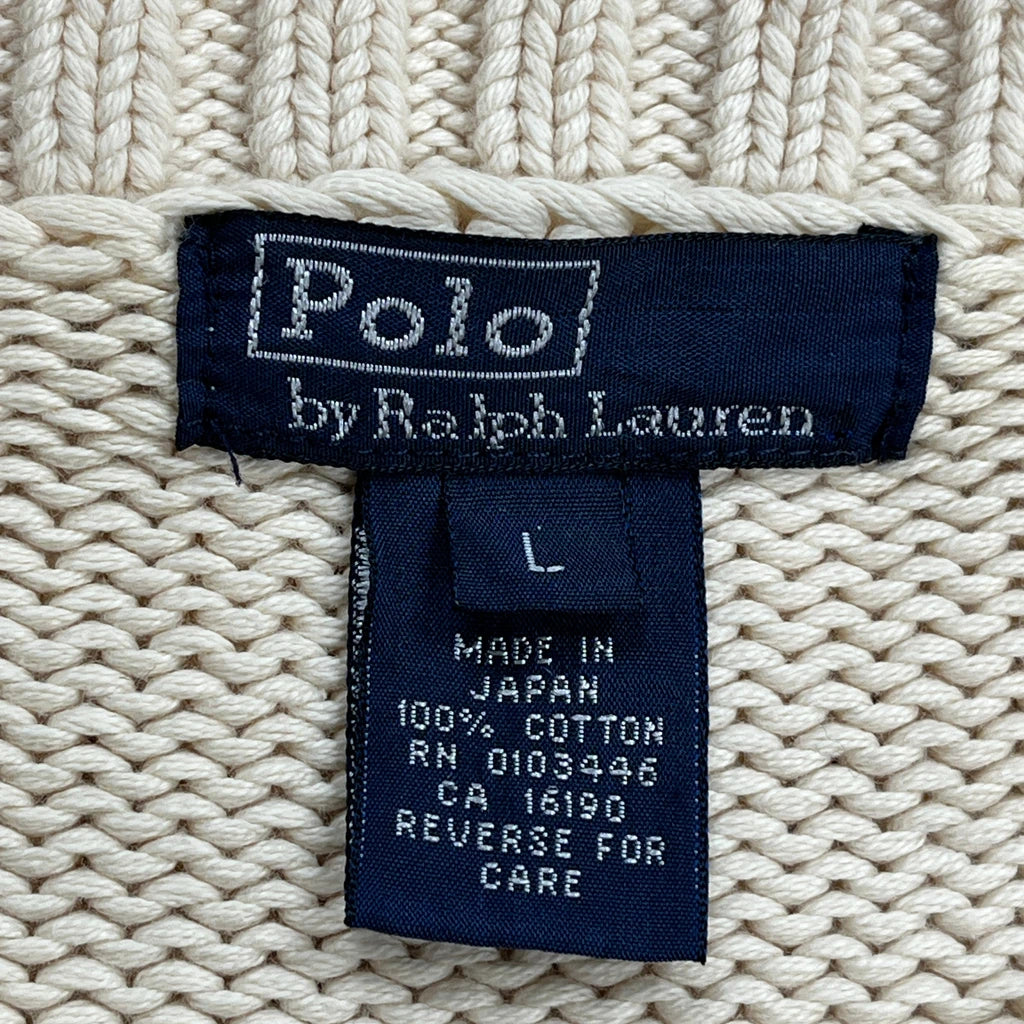 Polo
by Ralph Lauren
L
MADE IN
JAPAN
100% COTTON
RN 0103446
CA 16190
REVERSE FOR
CARE